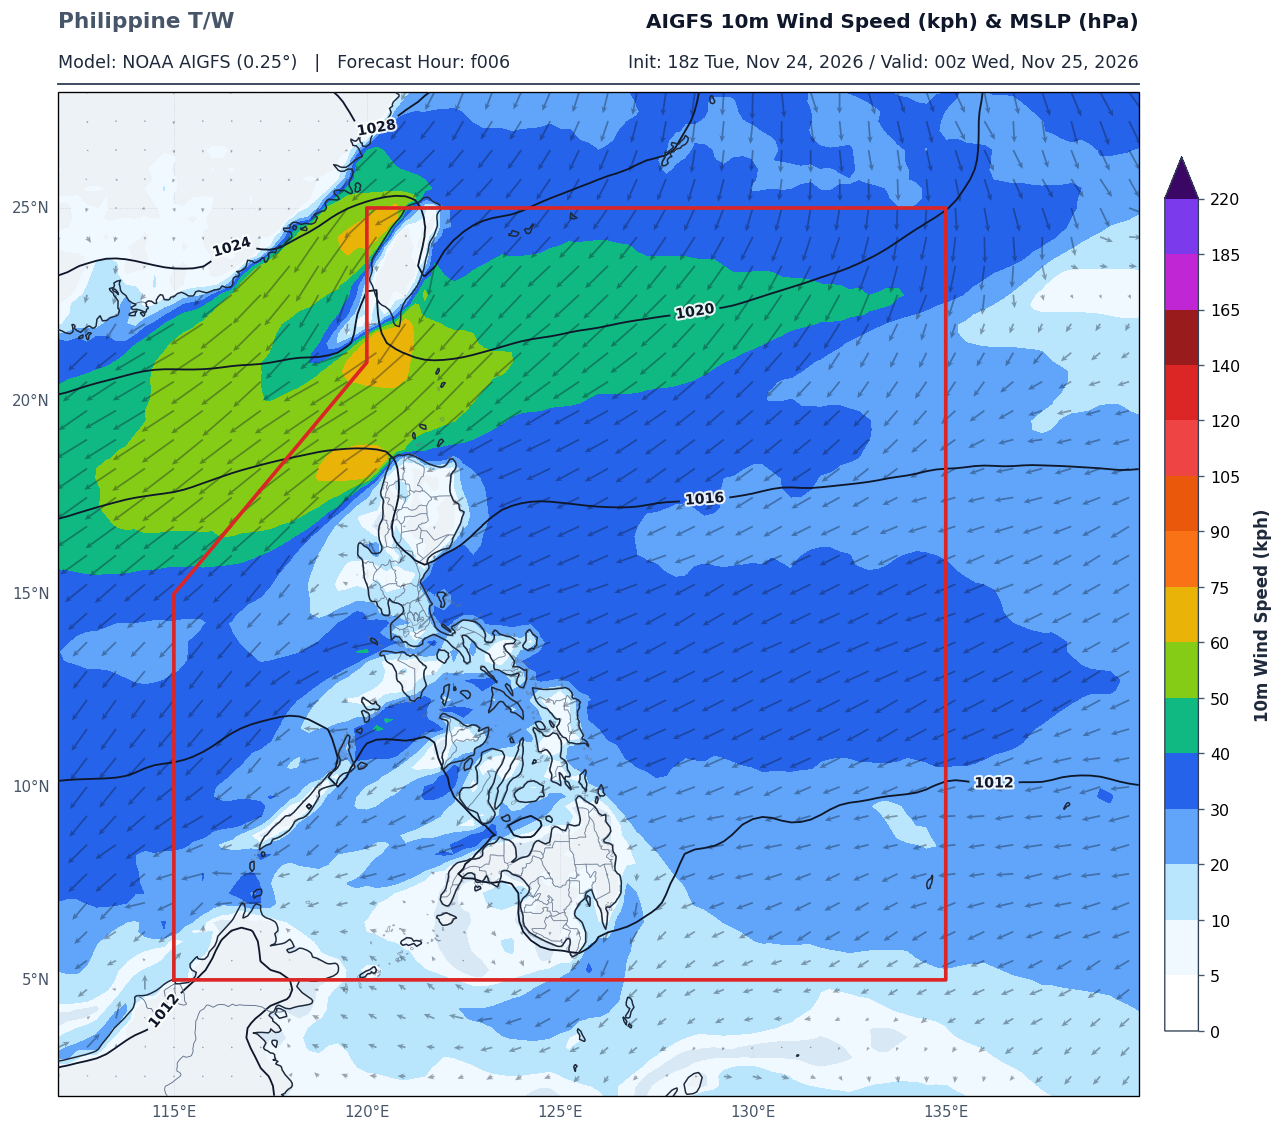 Philippine T/W
AIGFS 10m Wind Speed (kph) & MSLP (hPa)
Model: NOAA AIGFS (0.25°) | Forecast Hour: f006
Init: 18z Tue, Nov 24, 2026 / Valid: 00z Wed, Nov 25, 2026
1028
1024
1020
1016
1012
1012
25°N
20°N
15°N
10°N
5°N
115°E
120°E
125°E
130°E
135°E
220
185
165
140
120
105
90
75
60
50
40
30
20
10
5
0
10m Wind Speed (kph)